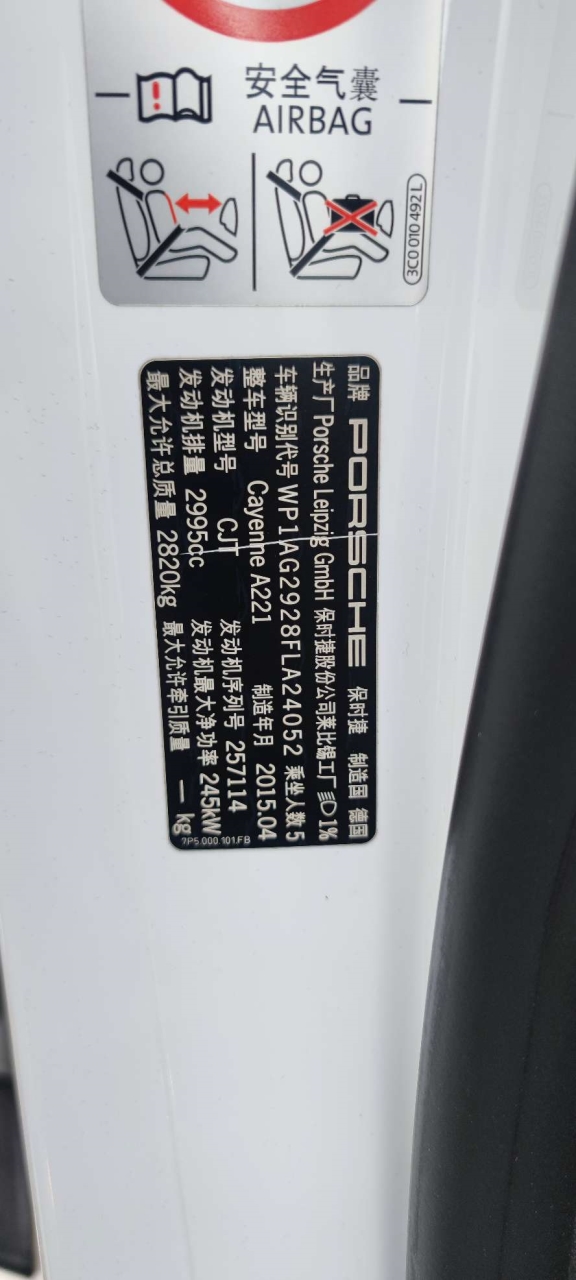 安全气囊
AIRBAG
3C0 010 492 L
品牌 PORSCHE 保时捷 制造国 德国
生产厂 Porsche Leipzig GmbH 保时捷股份公司莱比锡工厂 1%
车辆识别代号 WP1AG2928FLA24052 乘坐人数 5
整车型号 Cayenne A221 制造年月 2015.04
发动机型号 CJT 发动机序列号 257114
发动机排量 2995cc 发动机最大净功率 245kW
最大允许总质量 2820kg 最大允许牵引质量 — kg
7P5.000.101.FB